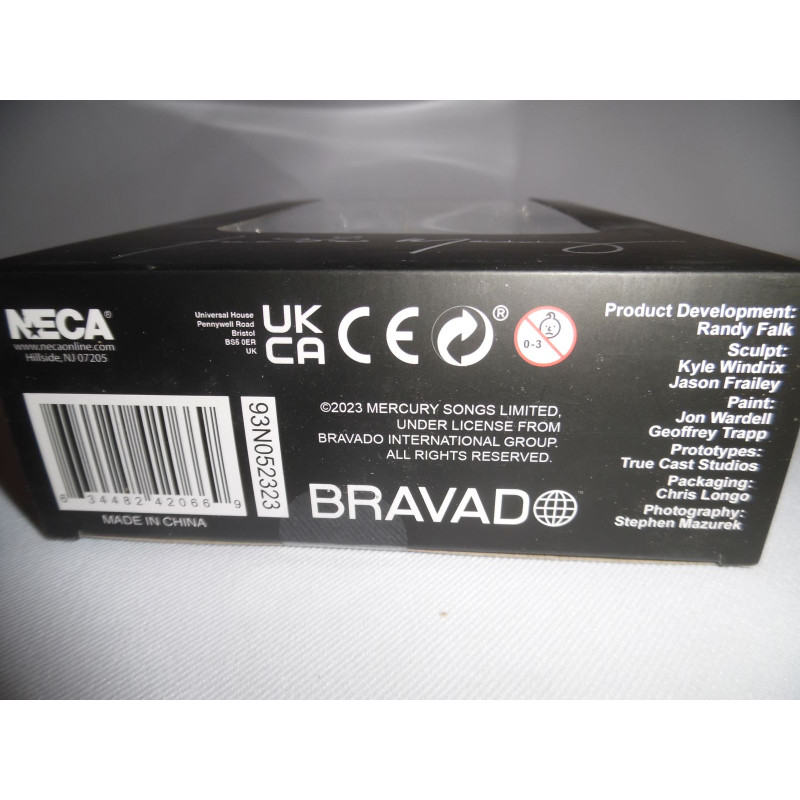 NECA®
www.necaonline.com
Hillside, NJ 07205
Universal House
Pennywell Road
Bristol
BS5 0ER
UK
UK
CA
CE
®
0-3
6 34482 42066 9
MADE IN CHINA
93N052323
©2023 MERCURY SONGS LIMITED,
UNDER LICENSE FROM
BRAVADO INTERNATIONAL GROUP.
ALL RIGHTS RESERVED.
BRAVADO
Product Development:
Randy Falk
Sculpt:
Kyle Windrix
Jason Frailey
Paint:
Jon Wardell
Geoffrey Trapp
Prototypes:
True Cast Studios
Packaging:
Chris Longo
Photography:
Stephen Mazurek